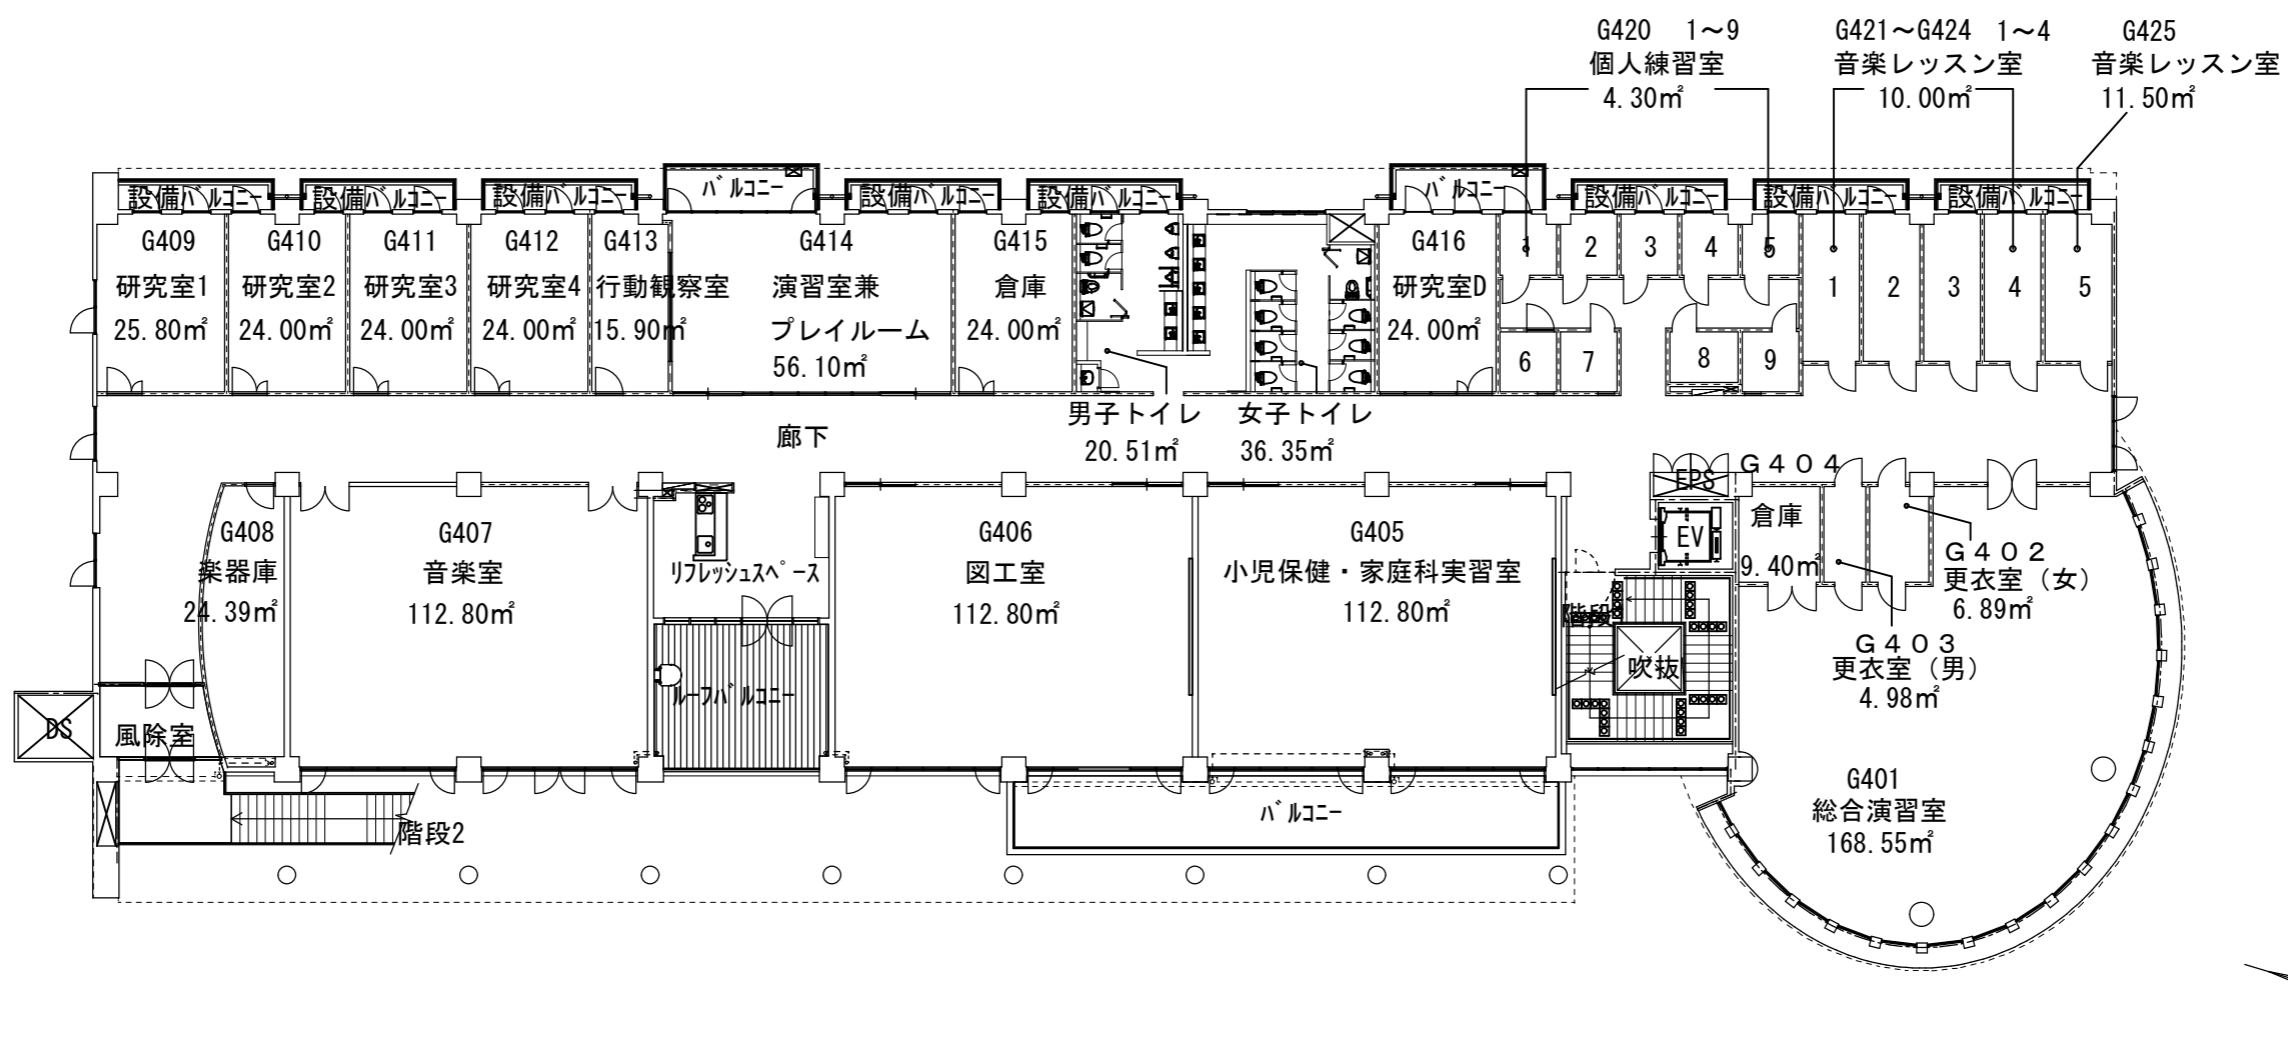 G420 1～9
個人練習室
4.30㎡
G421～G424 1～4
音楽レッスン室
10.00㎡
G425
音楽レッスン室
11.50㎡
設備バルコニー
設備バルコニー
設備バルコニー
バルコニー
設備バルコニー
設備バルコニー
バルコニー
設備バルコニー
設備バルコニー
設備バルコニー
G409
研究室1
25.80㎡
G410
研究室2
24.00㎡
G411
研究室3
24.00㎡
G412
研究室4
24.00㎡
G413
行動観察室
15.90㎡
G414
演習室兼
プレイルーム
56.10㎡
G415
倉庫
24.00㎡
G416
研究室D
24.00㎡
1
2
3
4
5
6
7
8
9
1
2
3
4
5
男子トイレ
20.51㎡
女子トイレ
36.35㎡
廊下
G408
楽器庫
24.39㎡
G407
音楽室
112.80㎡
リフレッシュスペース
ルーフバルコニー
G406
図工室
112.80㎡
G405
小児保健・家庭科実習室
112.80㎡
EPS
EV
階段
吹抜
G404
倉庫
9.40㎡
G402
更衣室（女）
6.89㎡
G403
更衣室（男）
4.98㎡
G401
総合演習室
168.55㎡
DS
風除室
階段2
バルコニー